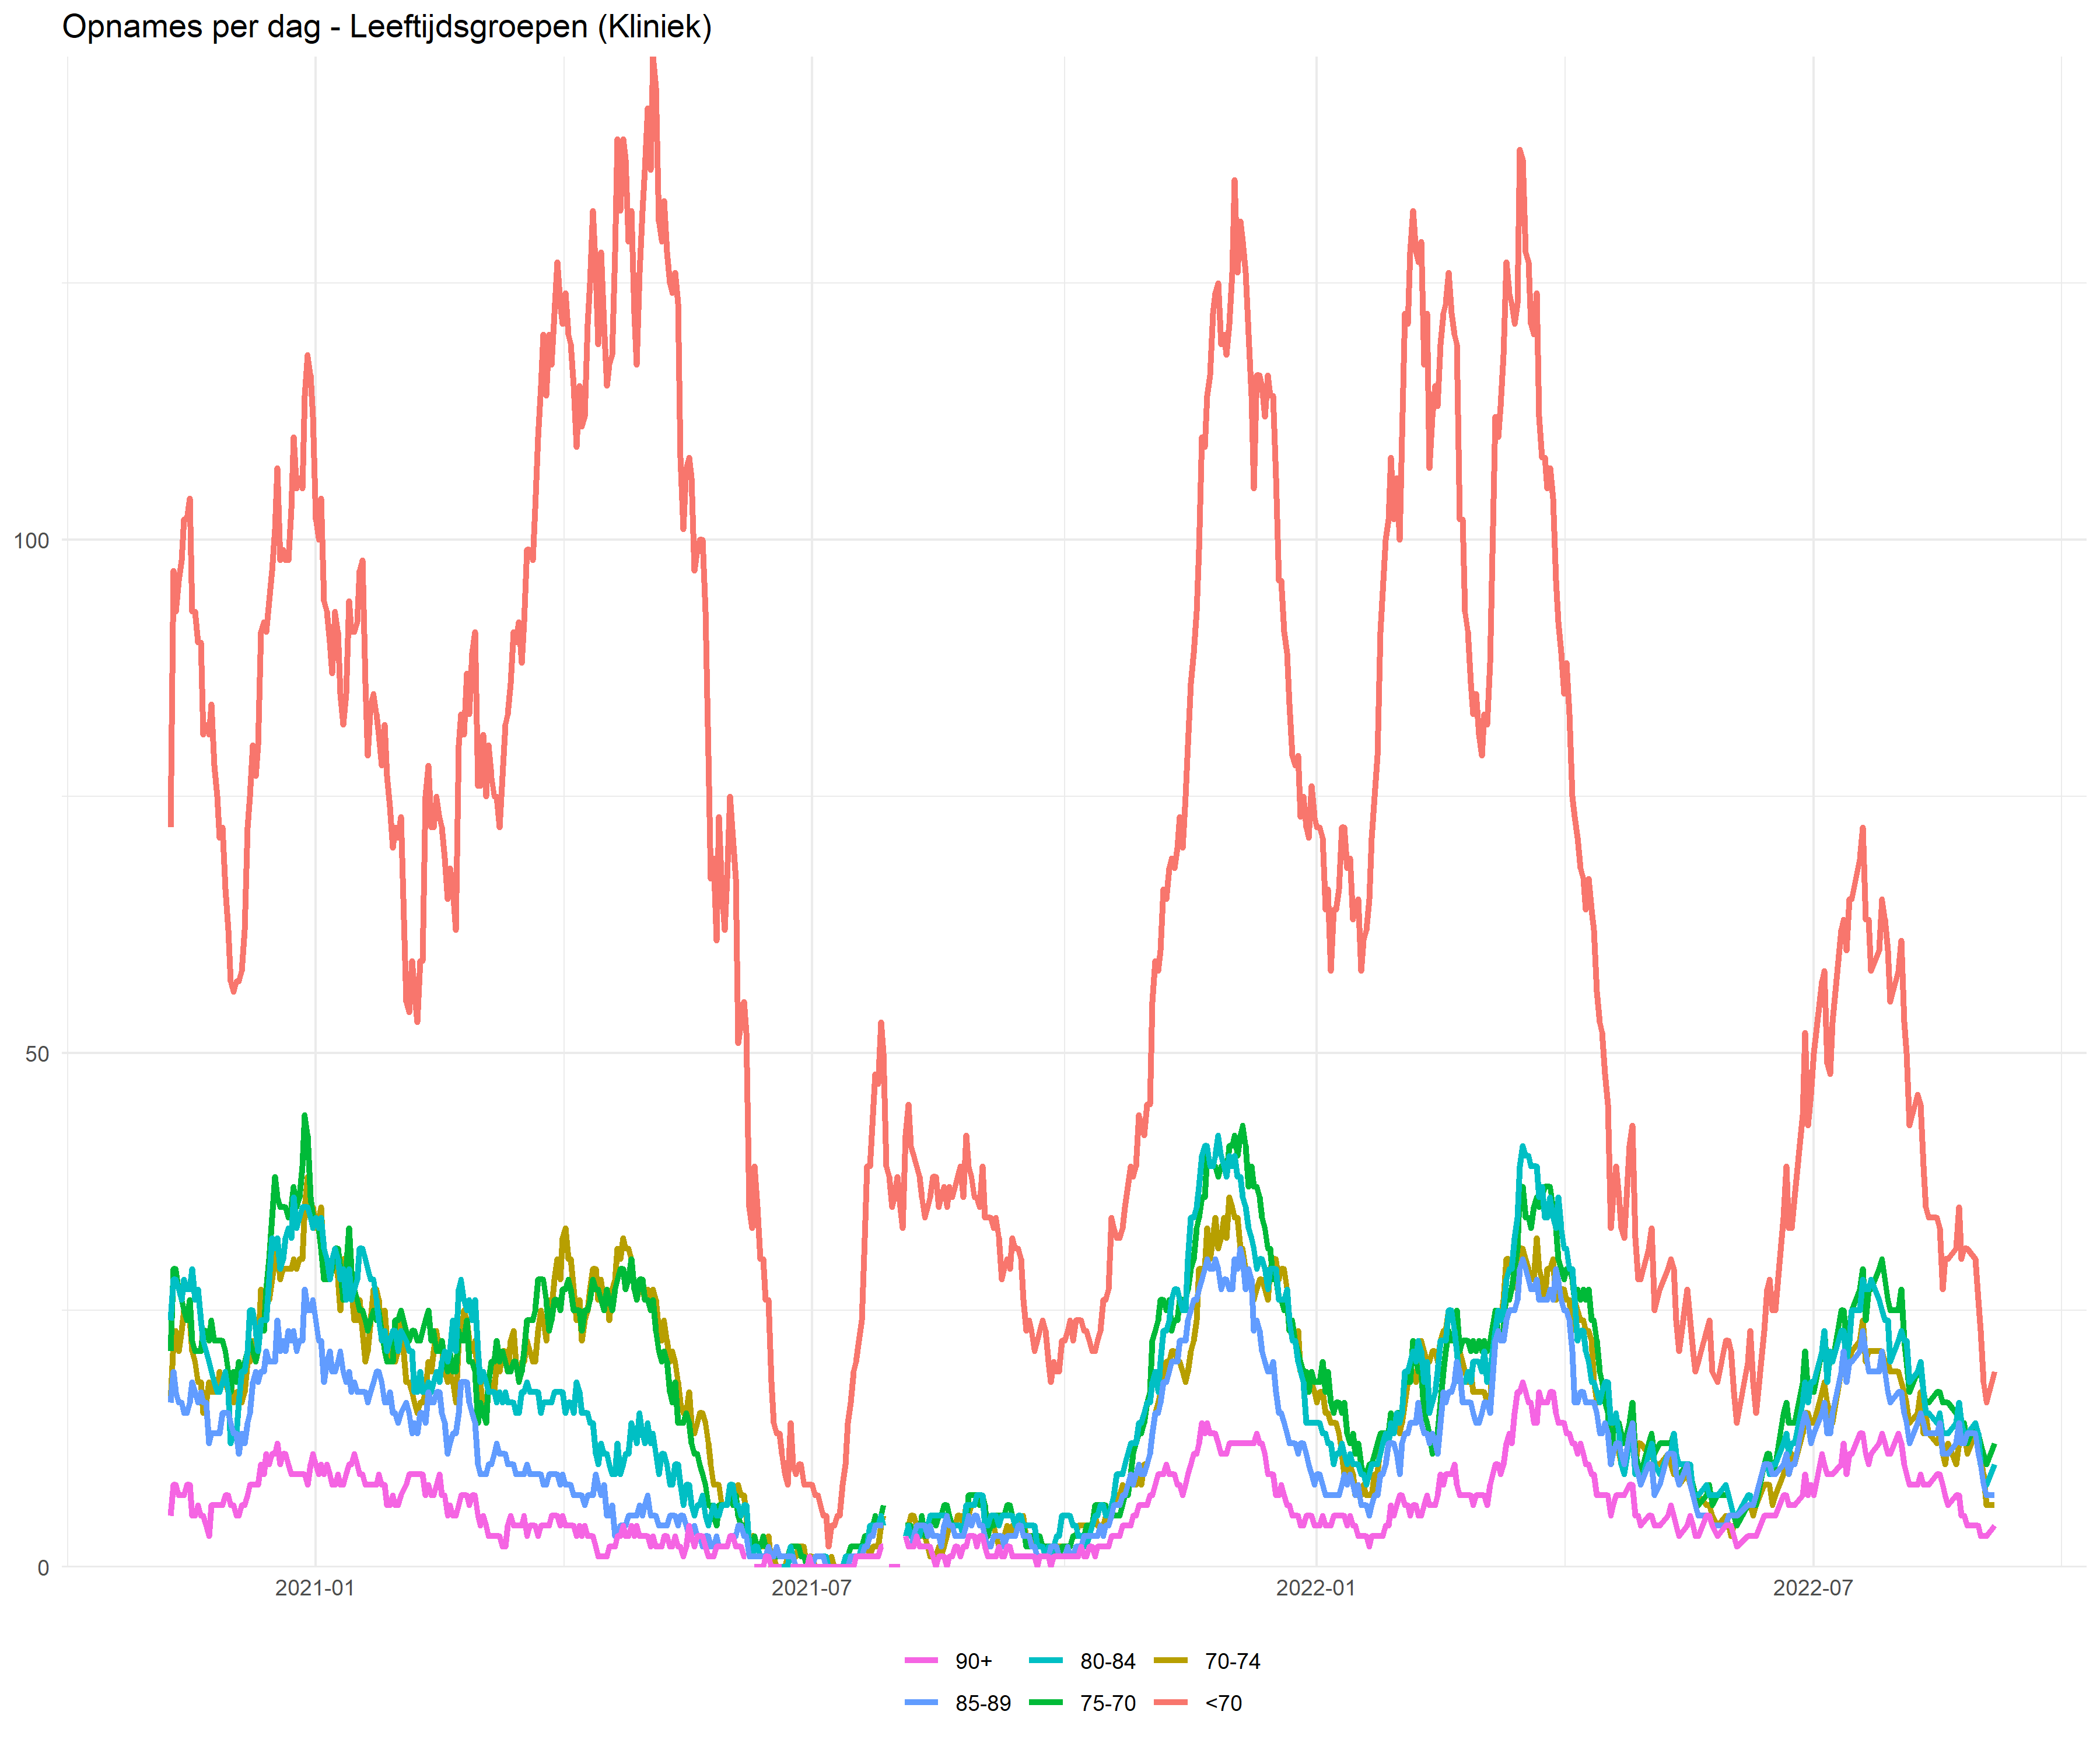 Opnames per dag - Leeftijdsgroepen (Kliniek)
100
50
0
2021-01 2021-07 2022-01 2022-07
90+ 80-84 70-74
85-89 75-70 <70